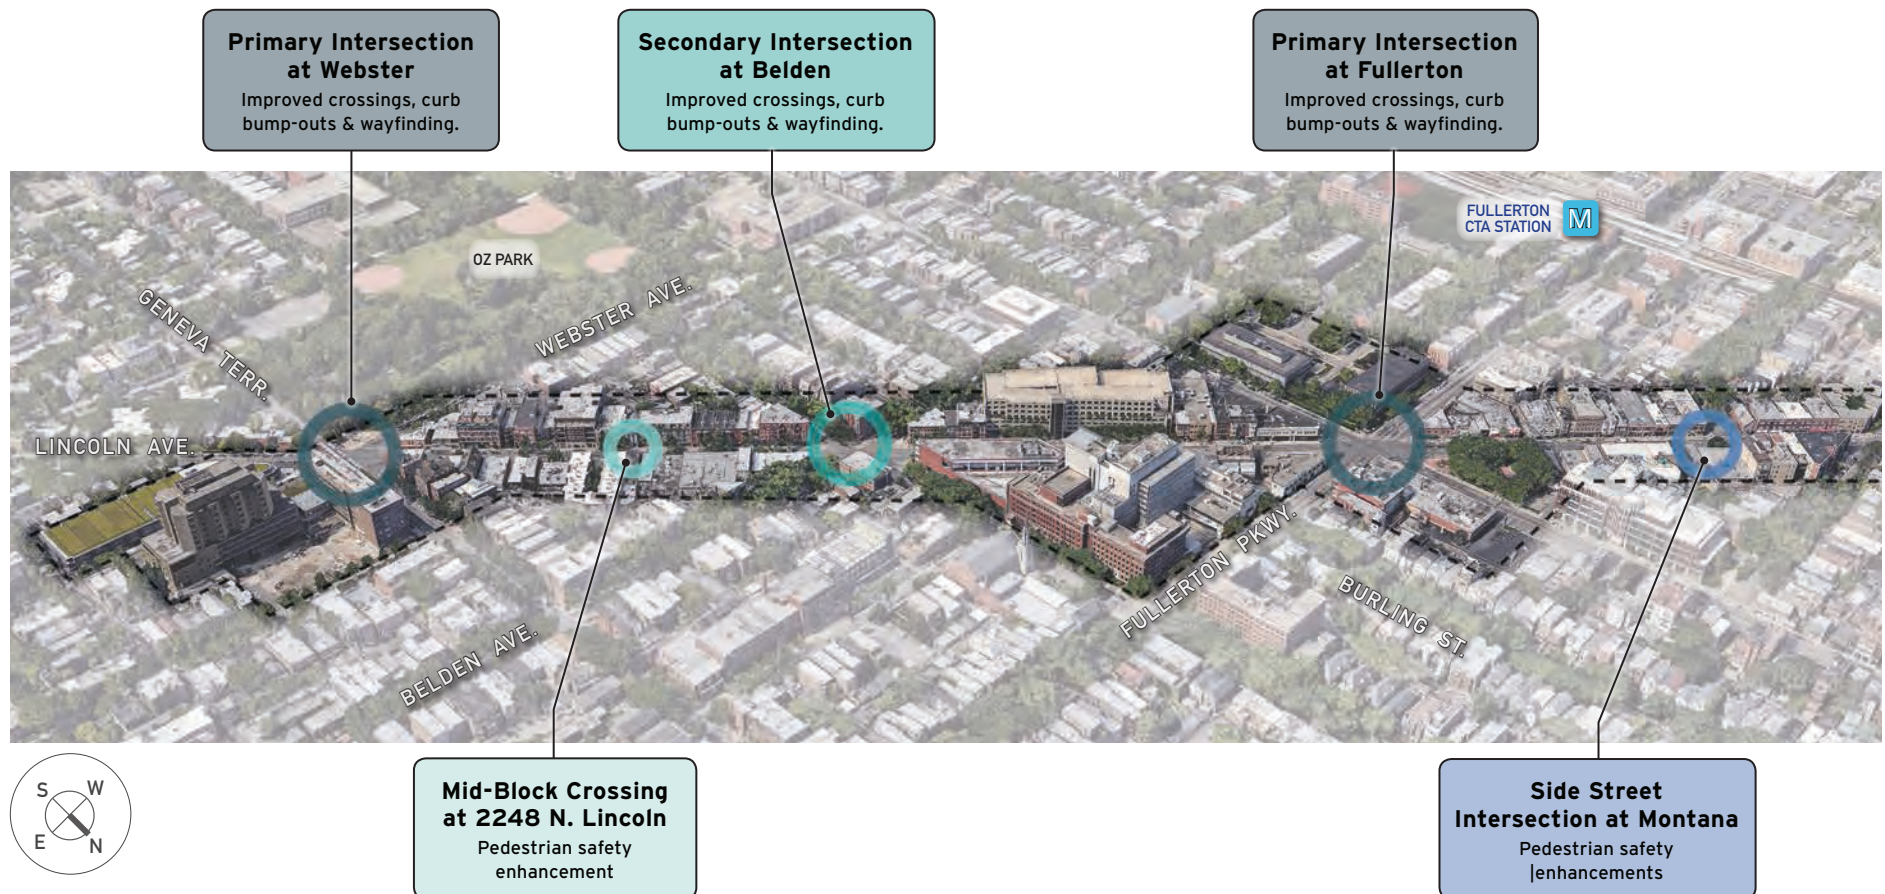 Primary Intersection
at Webster
Improved crossings, curb
bump-outs & wayfinding.
Secondary Intersection
at Belden
Improved crossings, curb
bump-outs & wayfinding.
Primary Intersection
at Fullerton
Improved crossings, curb
bump-outs & wayfinding.
FULLERTON
CTA STATION
M
OZ PARK
GENEVA TERR.
WEBSTER AVE.
LINCOLN AVE.
BELDEN AVE.
FULLERTON PKWY.
BURLING ST.
S W
E N
Mid-Block Crossing
at 2248 N. Lincoln
Pedestrian safety
enhancement
Side Street
Intersection at Montana
Pedestrian safety
|enhancements